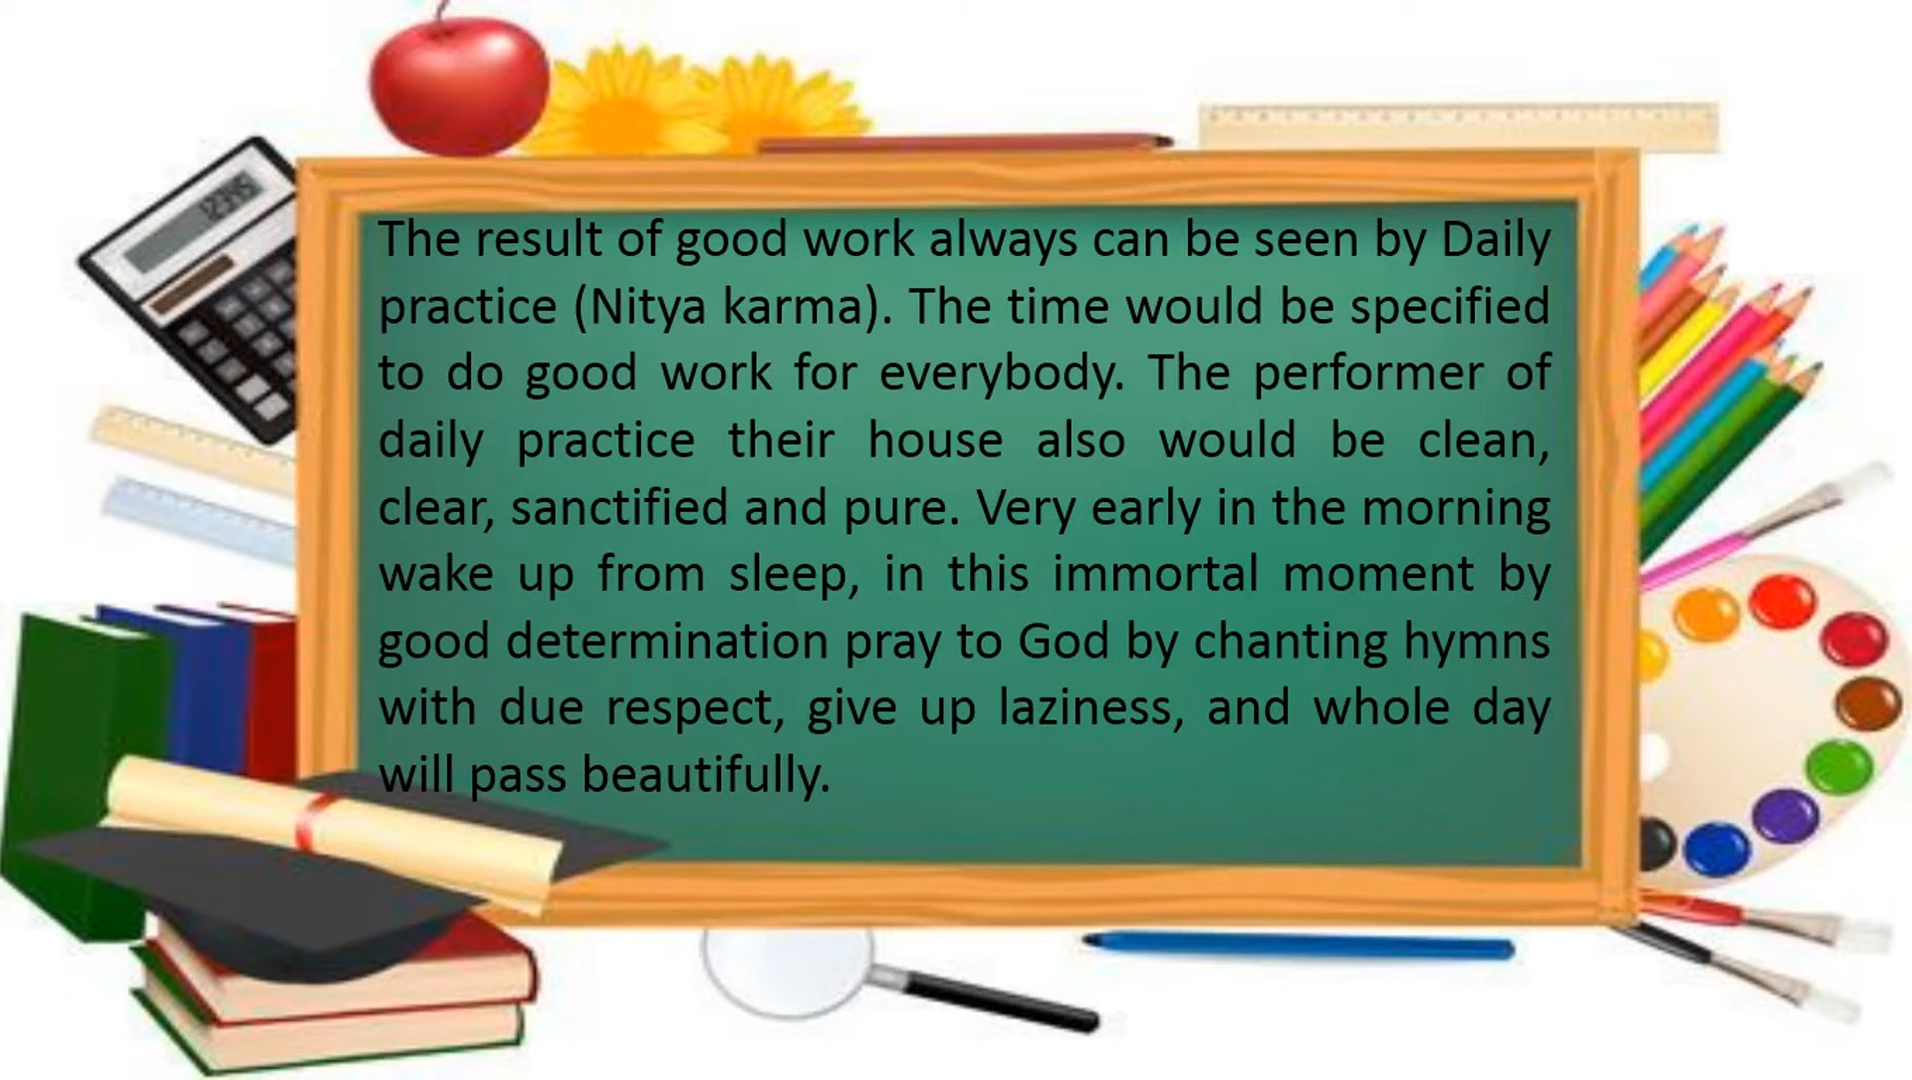 12345
The result of good work always can be seen by Daily
practice (Nitya karma). The time would be specified
to do good work for everybody. The performer of
daily practice their house also would be clean,
clear, sanctified and pure. Very early in the morning
wake up from sleep, in this immortal moment by
good determination pray to God by chanting hymns
with due respect, give up laziness, and whole day
will pass beautifully.